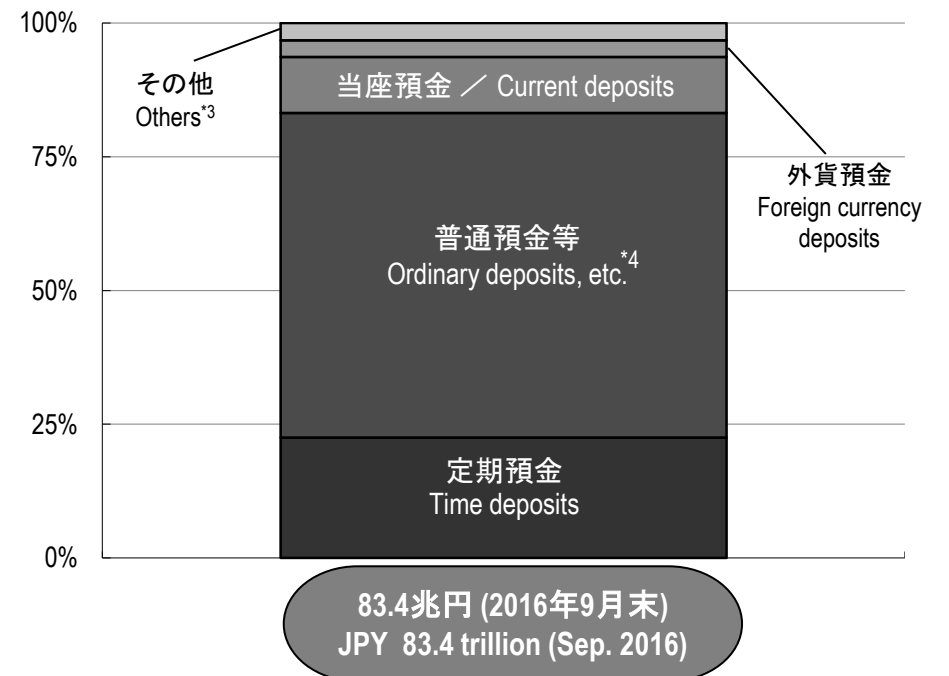 100%
その他
Others*3
当座預金 ／ Current deposits
75%
外貨預金
Foreign currency
deposits
普通預金等
Ordinary deposits, etc.*4
50%
25%
定期預金
Time deposits
0%
83.4兆円 (2016年9月末)
JPY 83.4 trillion (Sep. 2016)